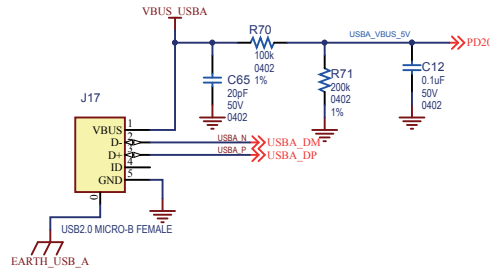 VBUS_USBA
R70
100k
0402
1%
USBA_VBUS_5V
PD20
C65
20pF
50V
0402
R71
200k
0402
1%
C12
0.1uF
50V
0402
J17
VBUS
1
D-
2
USBA_N
USBA_DM
D+
3
USBA_P
USBA_DP
ID
4
GND
5
0
USB2.0 MICRO-B FEMALE
EARTH_USB_A